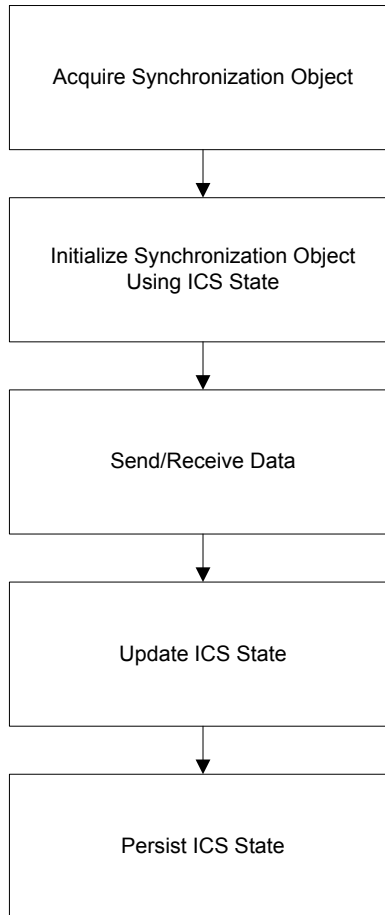 Acquire Synchronization Object
Initialize Synchronization Object
Using ICS State
Send/Receive Data
Update ICS State
Persist ICS State